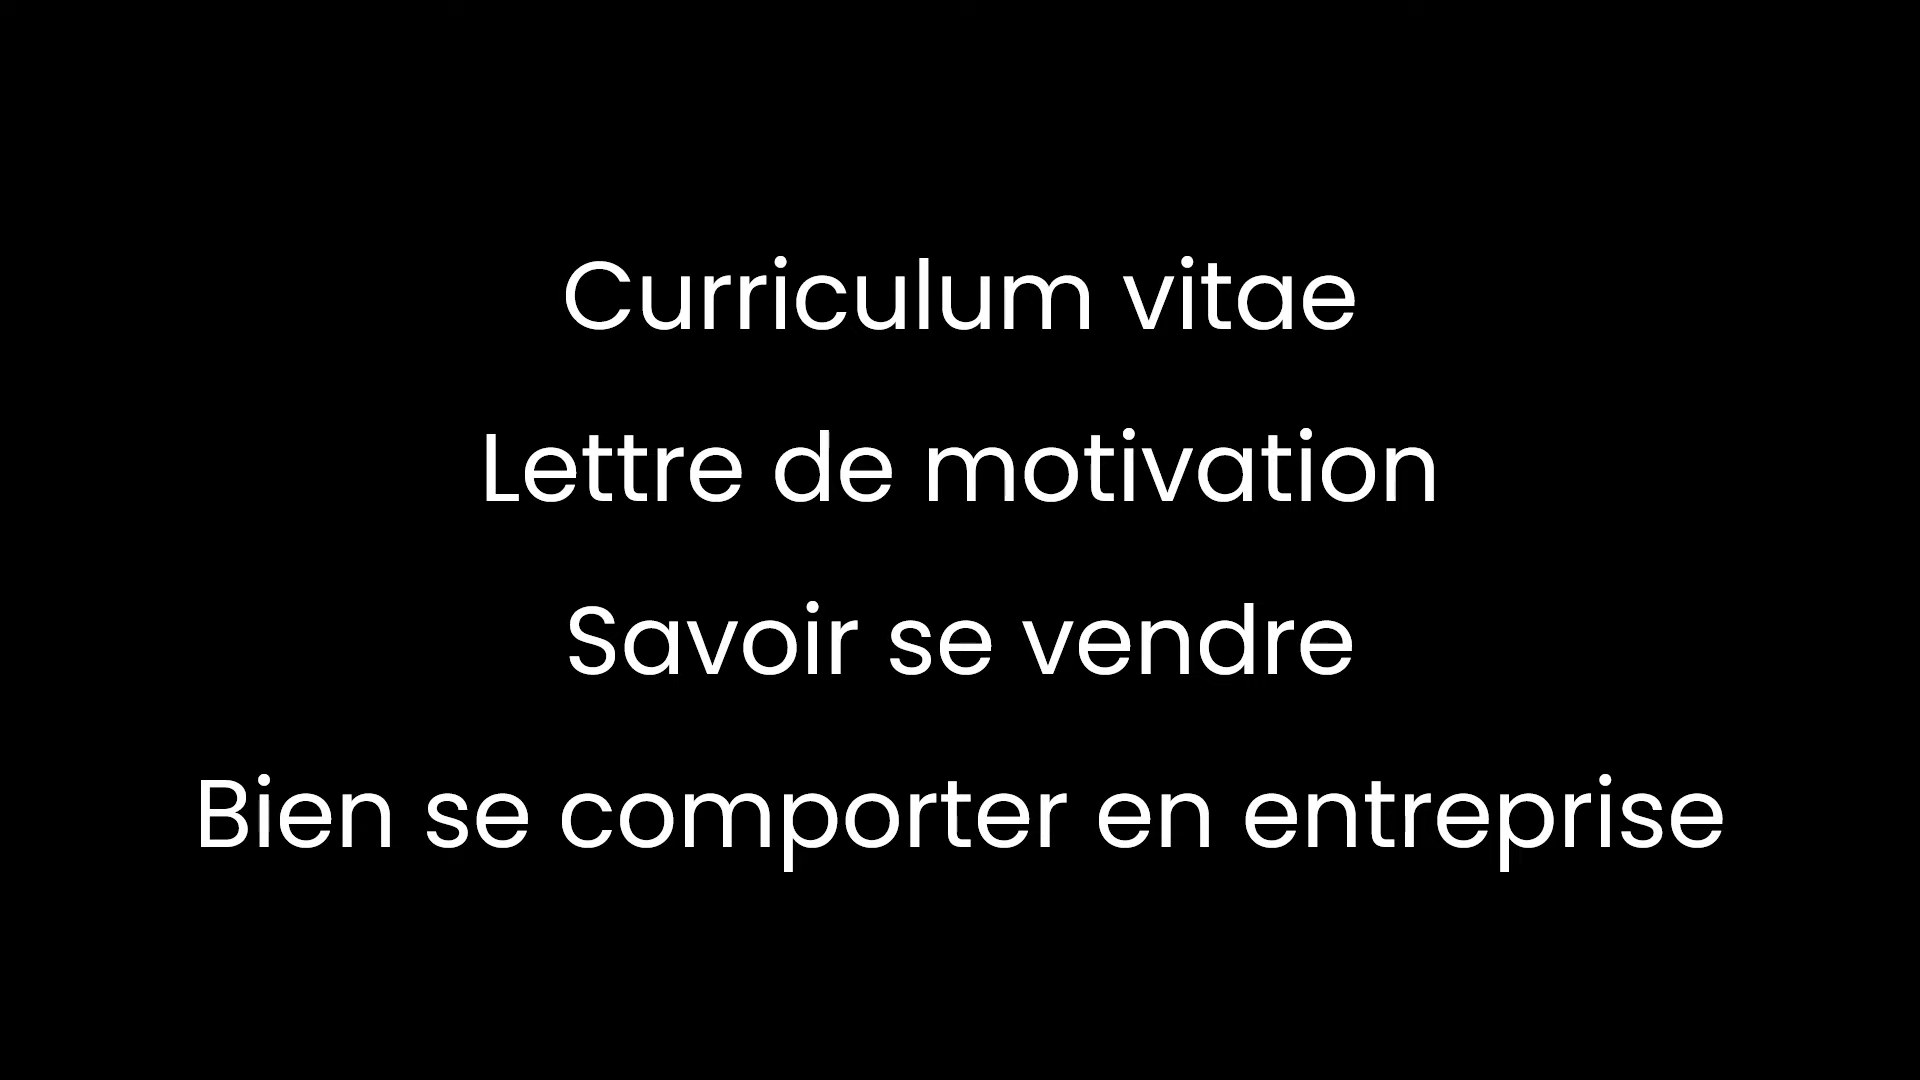 Curriculum vitae
Lettre de motivation
Savoir se vendre
Bien se comporter en entreprise